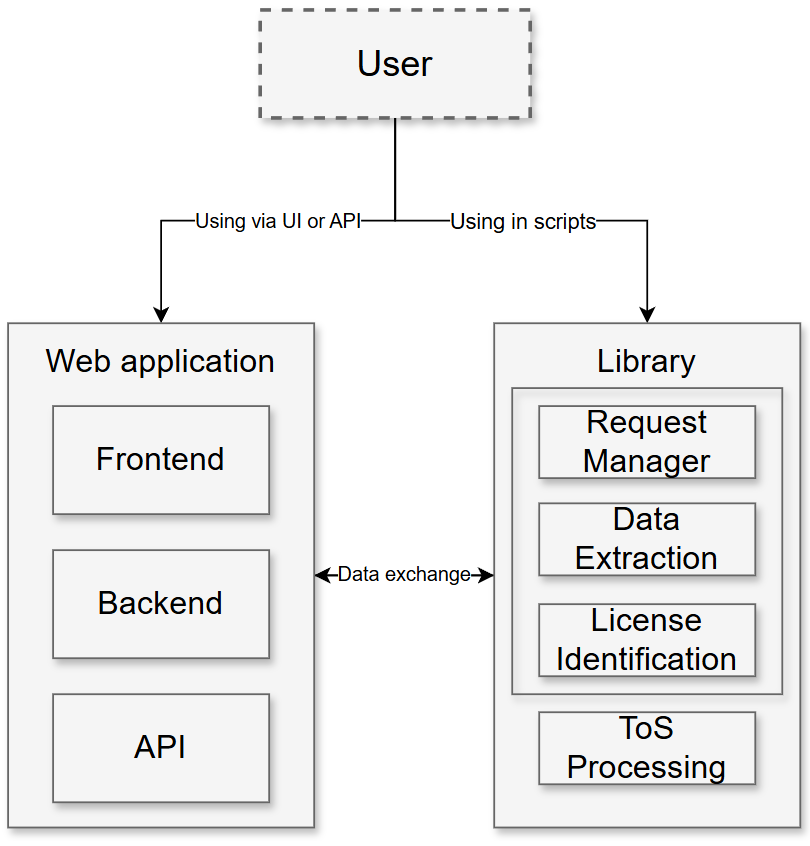 User
Using via UI or API
Using in scripts
Web application
Frontend
Backend
API
Data exchange
Library
Request
Manager
Data
Extraction
License
Identification
ToS
Processing